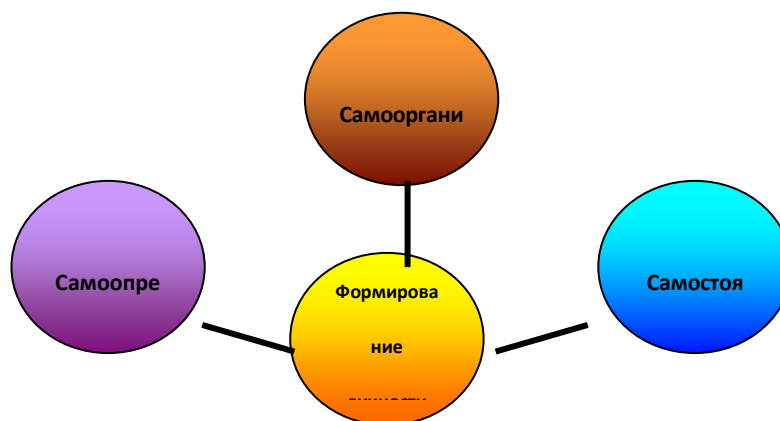 Самооргани
Самоопре
Самостоя
Формирова
ние